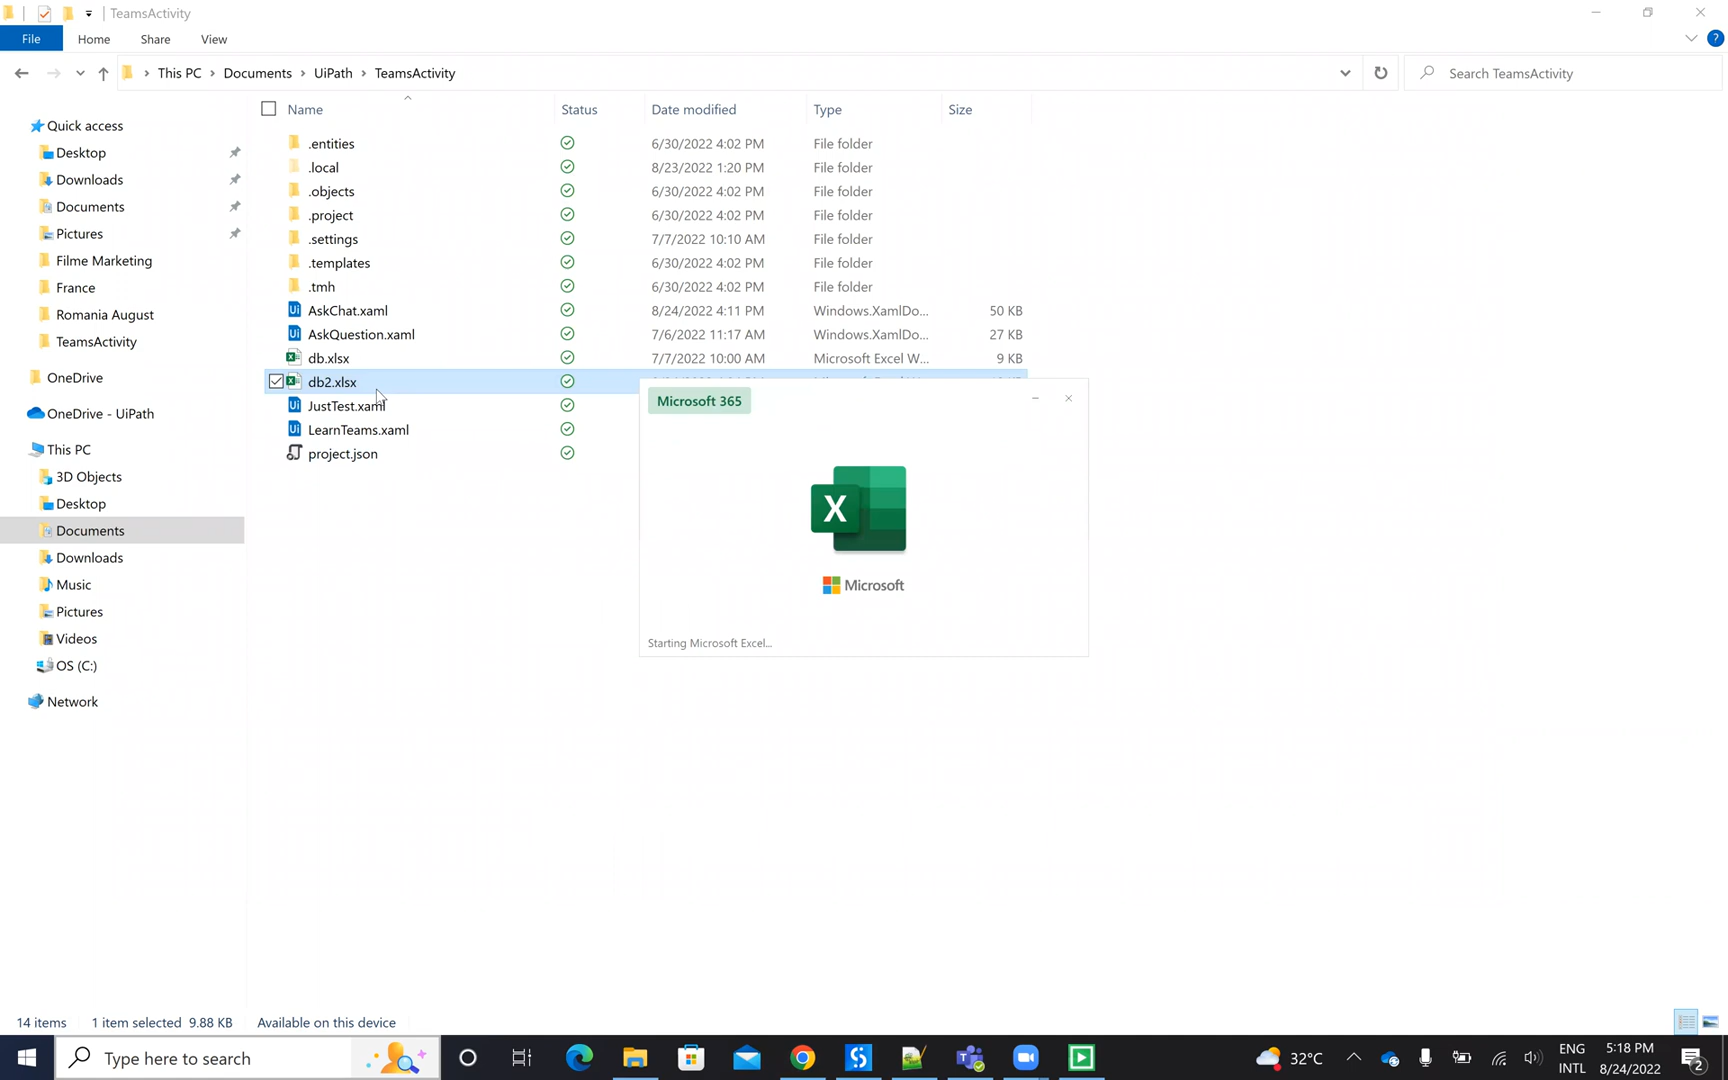 TeamsActivity
File Home Share View
This PC Documents UiPath TeamsActivity Search TeamsActivity
Name Status Date modified Type Size
Quick access
Desktop
Downloads
Documents
Pictures
Filme Marketing
France
Romania August
TeamsActivity
OneDrive
OneDrive - UiPath
This PC
3D Objects
Desktop
Documents
Downloads
Music
Pictures
Videos
OS (C:)
Network
.entities 6/30/2022 4:02 PM File folder
.local 8/23/2022 1:20 PM File folder
.objects 6/30/2022 4:02 PM File folder
.project 6/30/2022 4:02 PM File folder
.settings 7/7/2022 10:10 AM File folder
.templates 6/30/2022 4:02 PM File folder
.tmh 6/30/2022 4:02 PM File folder
AskChat.xaml 8/24/2022 4:11 PM Windows.XamlDo... 50 KB
AskQuestion.xaml 7/6/2022 11:17 AM Windows.XamlDo... 27 KB
db.xlsx 7/7/2022 10:00 AM Microsoft Excel W... 9 KB
db2.xlsx
JustTest.xaml
LearnTeams.xaml
project.json
Microsoft 365
X
Microsoft
Starting Microsoft Excel...
14 items 1 item selected 9.88 KB Available on this device
Type here to search
32°C
ENG
INTL
5:18 PM
8/24/2022
2